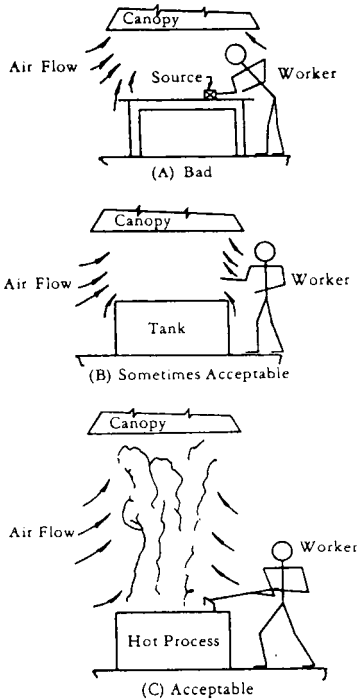 Canopy
Air Flow
Source
Worker
(A) Bad
Canopy
Air Flow
Worker
Tank
(B) Sometimes Acceptable
Canopy
Air Flow
Worker
Hot Process
(C) Acceptable